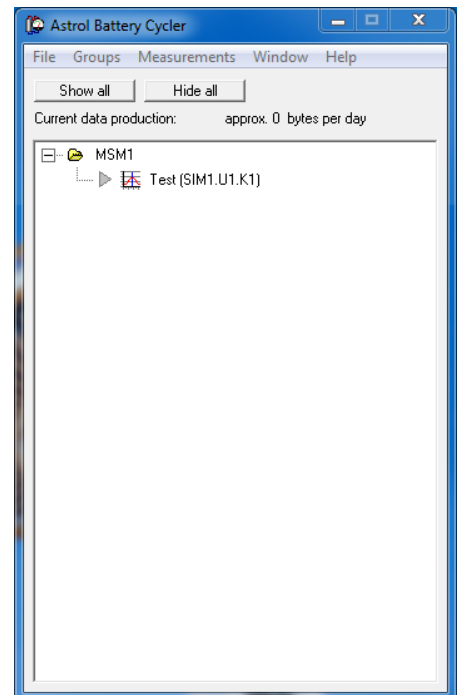 Astrol Battery Cycler
File Groups Measurements Window Help
Show all Hide all
Current data production: approx. 0 bytes per day
MSM1
Test (SIM1.U1.K1)